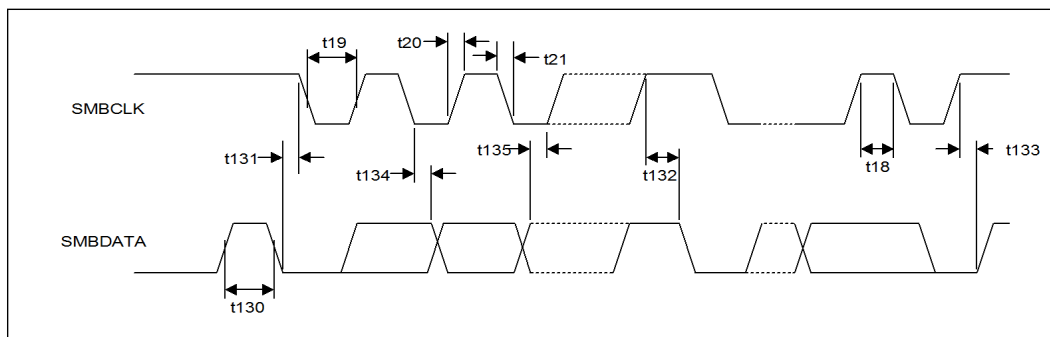 t19
t20
t21
SMBCLK
t131
t134
t135
t132
t18
t133
SMBDATA
t130